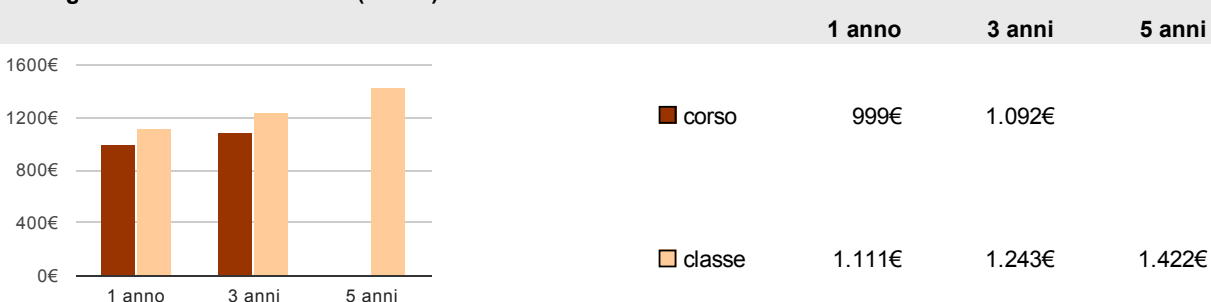 1 anno 3 anni 5 anni
1600€
1200€
800€
400€
0€
1 anno 3 anni 5 anni
corso 999€ 1.092€
classe 1.111€ 1.243€ 1.422€